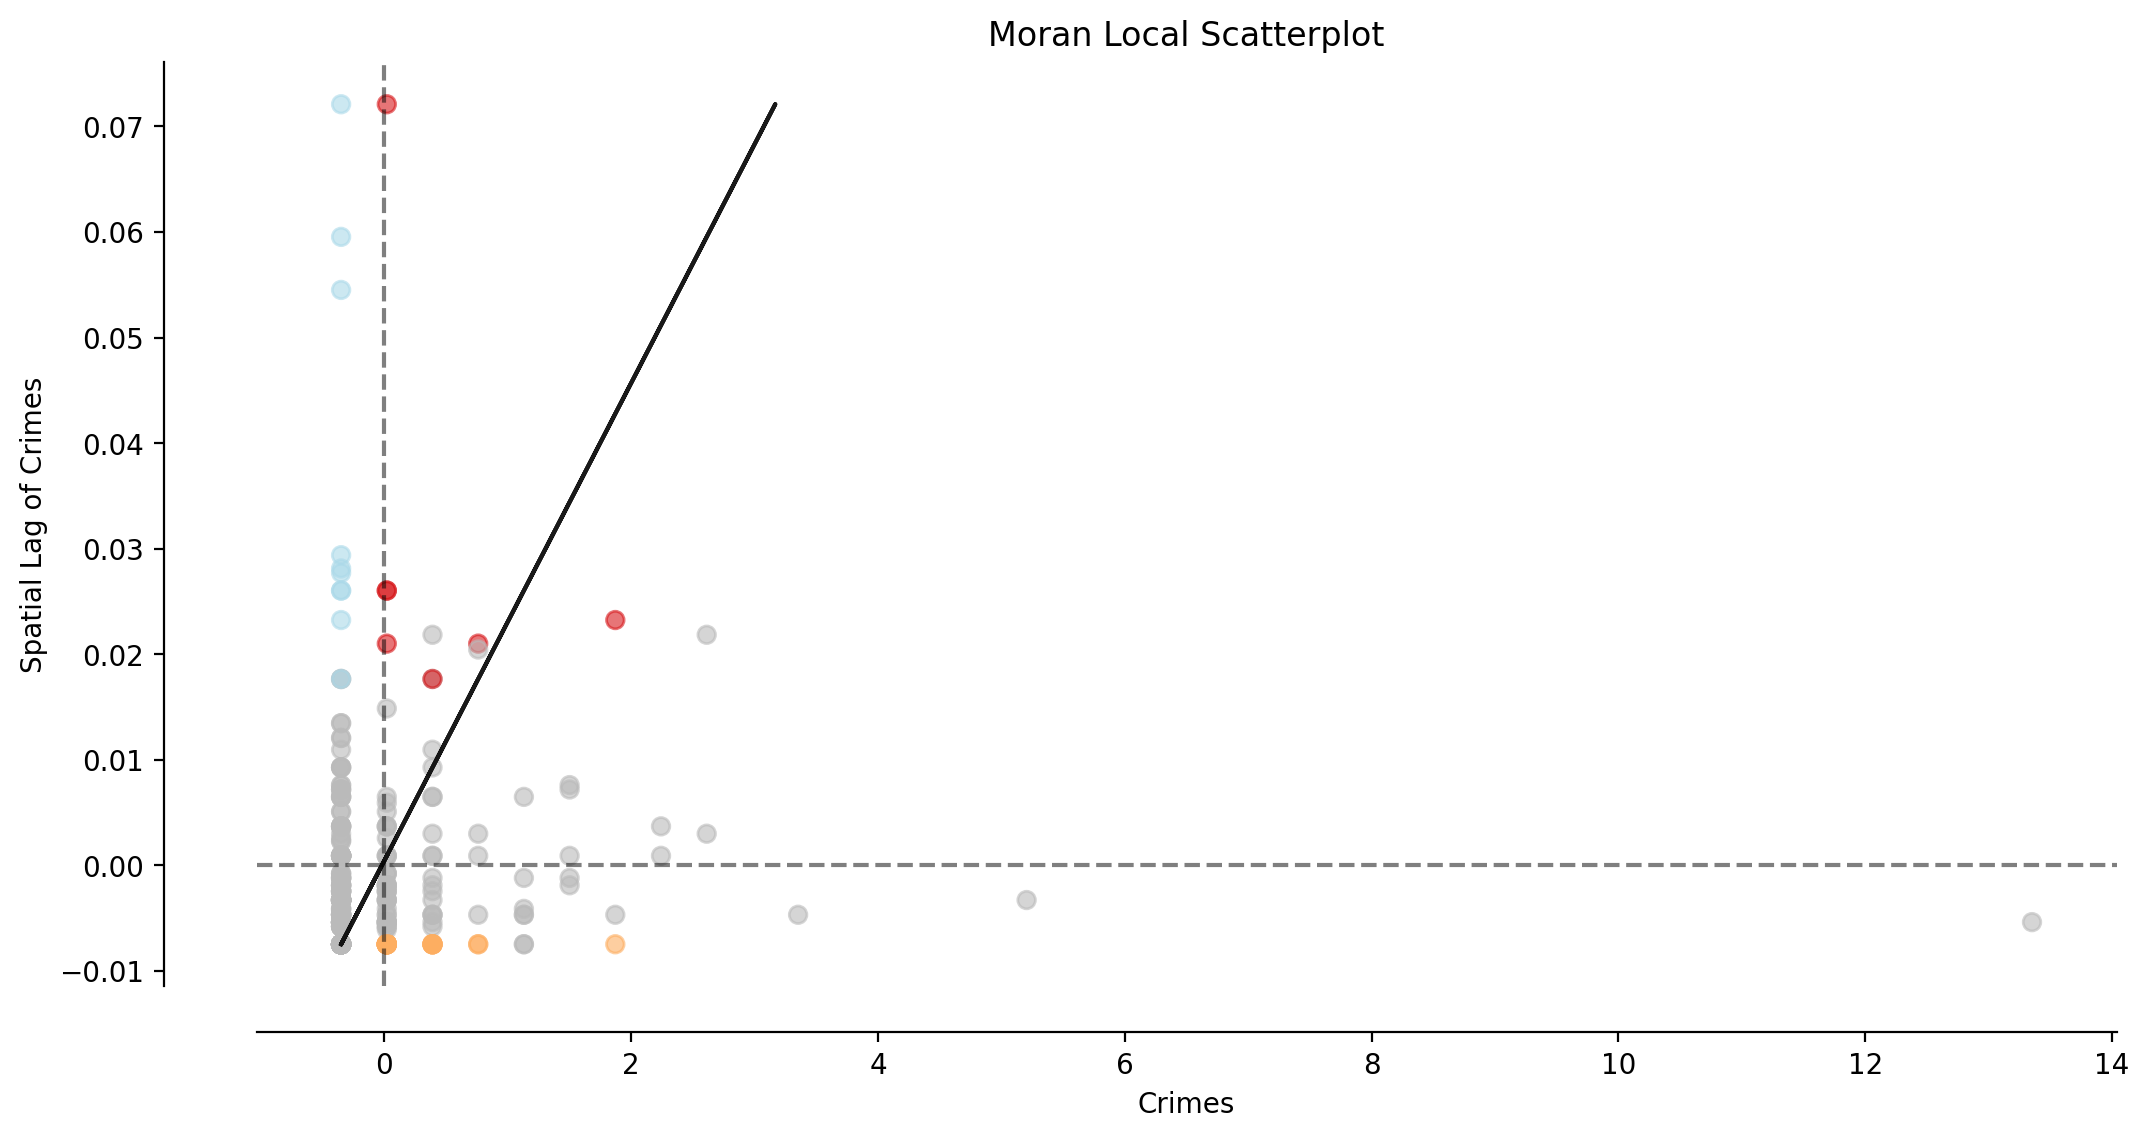 Moran Local Scatterplot
Spatial Lag of Crimes
0.07
0.06
0.05
0.04
0.03
0.02
0.01
0.00
−0.01
0 2 4 6 8 10 12 14
Crimes